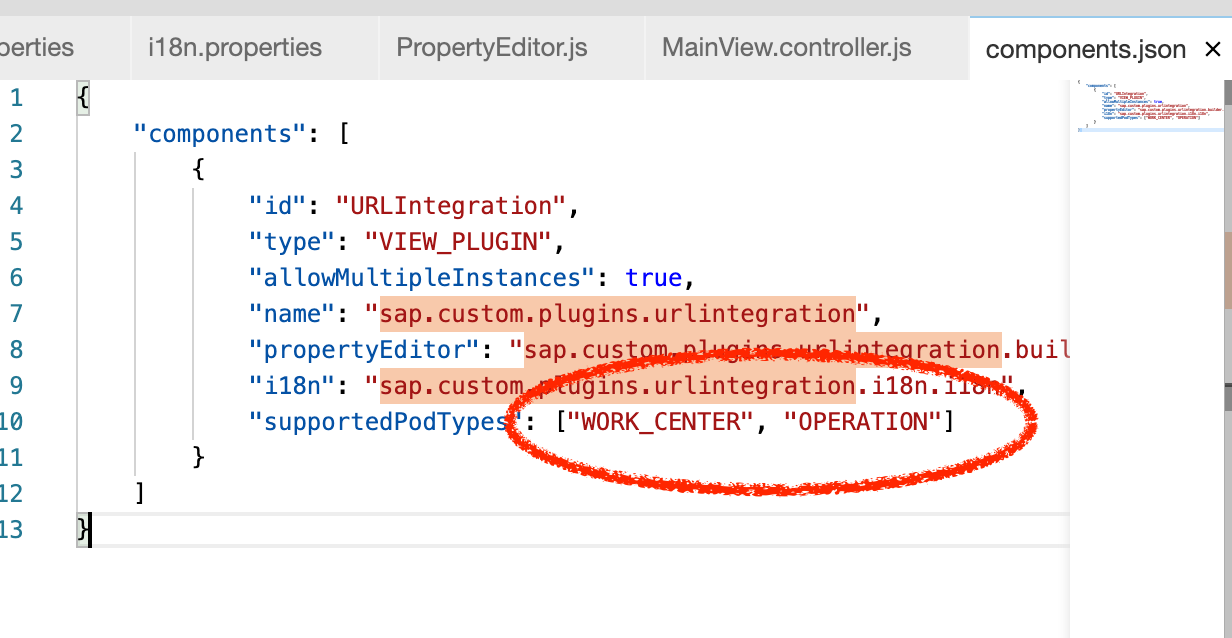 perties i18n.properties PropertyEditor.js MainView.controller.js components.json ×
1 {
2 "components": [
3 {
4 "id": "URLIntegration",
5 "type": "VIEW_PLUGIN",
6 "allowMultipleInstances": true,
7 "name": "sap.custom.plugins.urlintegration",
8 "propertyEditor": "sap.custom.plugins.urlintegration.buil
9 "i18n": "sap.custom.plugins.urlintegration.i18n.i18n",
10 "supportedPodTypes": ["WORK_CENTER", "OPERATION"]
11 }
12 ]
13 }